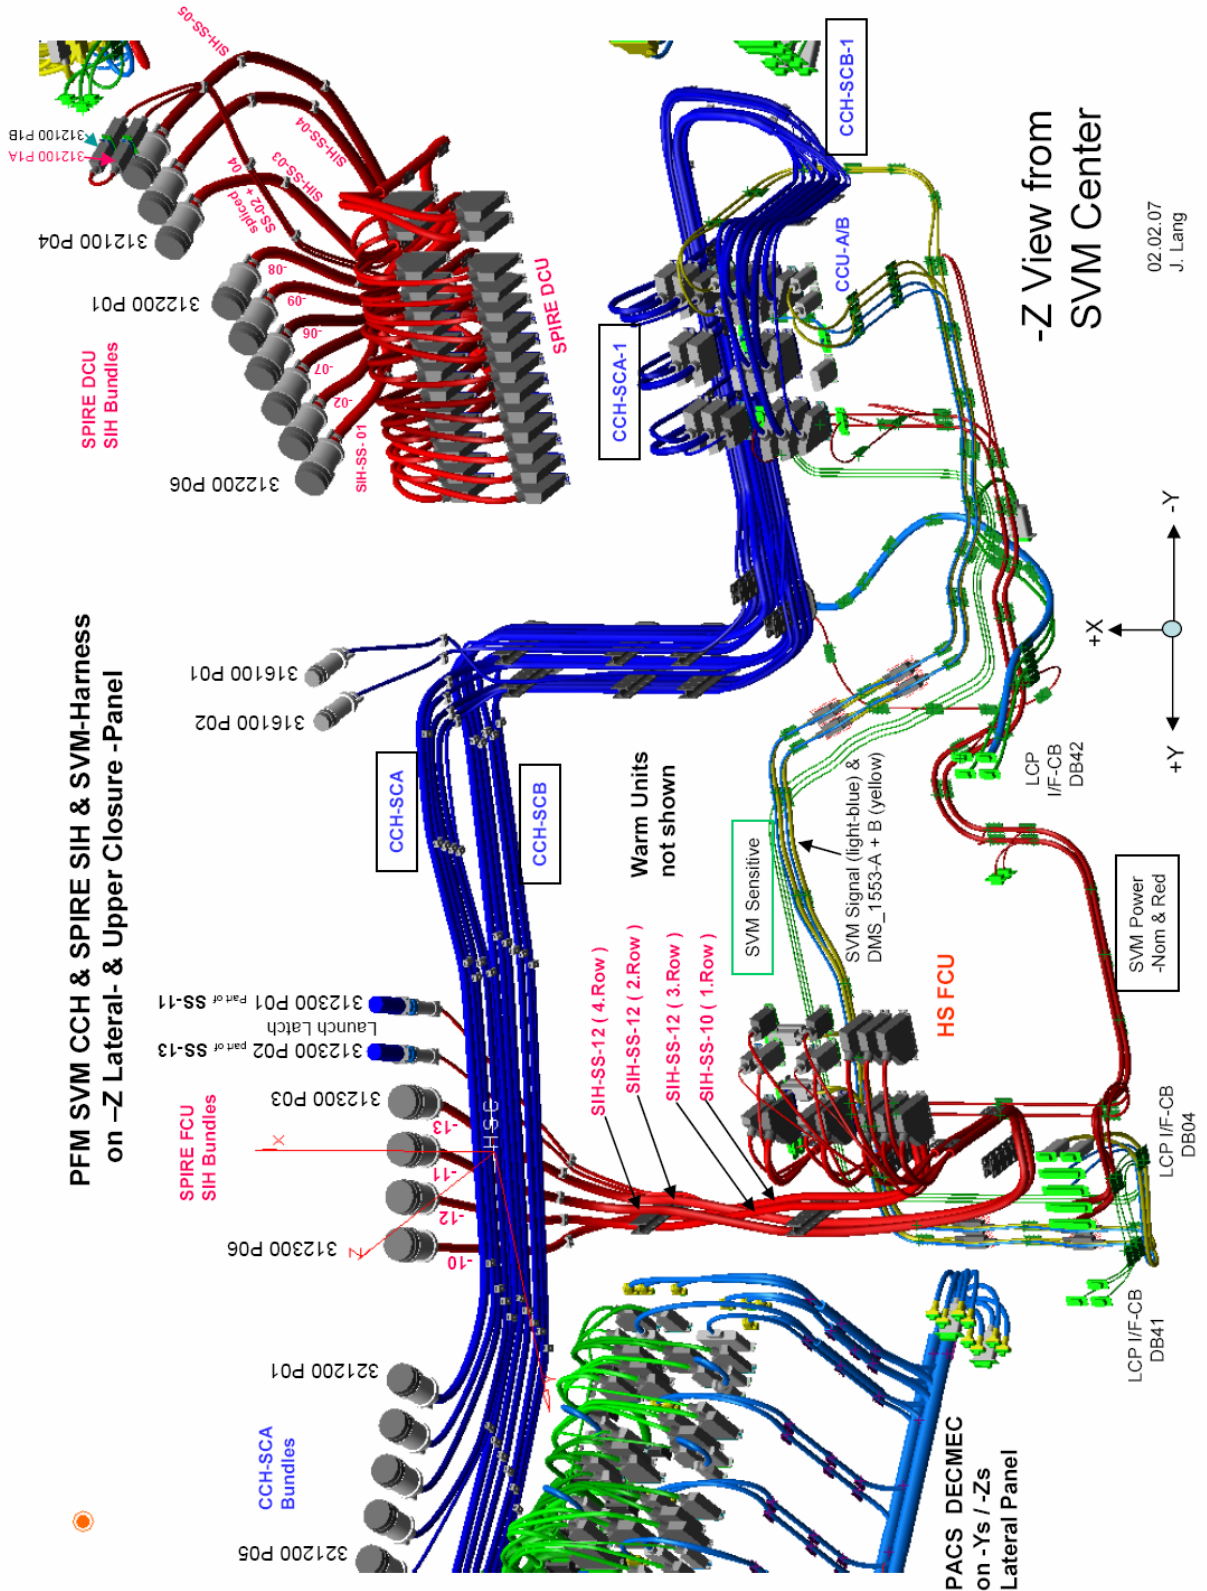 PFM SVM CCH & SPIRE SIH & SVM-Harness
on –Z Lateral- & Upper Closure -Panel
CCH-SCA
Bundles
321200 P05
321200 P01
SPIRE FCU
SIH Bundles
312300 P06
312300 P03
312300 P02 part of SS-13
Launch Latch
312300 P01 Part of SS-11
-10
-12
-11
-13
X
Z
Y
HSC
316100 P02
316100 P01
SPIRE DCU
SIH Bundles
312200 P06
312200 P01
312100 P04
312100 P1A
312100 P1B
SIH-SS- 01
-02
-07
-06
-09
-08
spliced
SS-02 + 04
SIH-SS-03
SIH-SS-04
SIH-SS-05
SPIRE DCU
CCH-SCA
CCH-SCB
CCH-SCA-1
CCH-SCB-1
CCU-A/B
Warm Units
not shown
SIH-SS-12 ( 4.Row )
SIH-SS-12 ( 2.Row )
SIH-SS-12 ( 3.Row )
SIH-SS-10 ( 1.Row )
SVM Sensitive
SVM Signal (light-blue) &
DMS_1553-A + B (yellow)
HS FCU
SVM Power
-Nom & Red
LCP
I/F-CB
DB42
LCP I/F-CB
DB04
LCP I/F-CB
DB41
PACS DECMEC
on -Ys / -Zs
Lateral Panel
+X
+Y
-Y
-Z View from
SVM Center
02.02.07
J. Lang